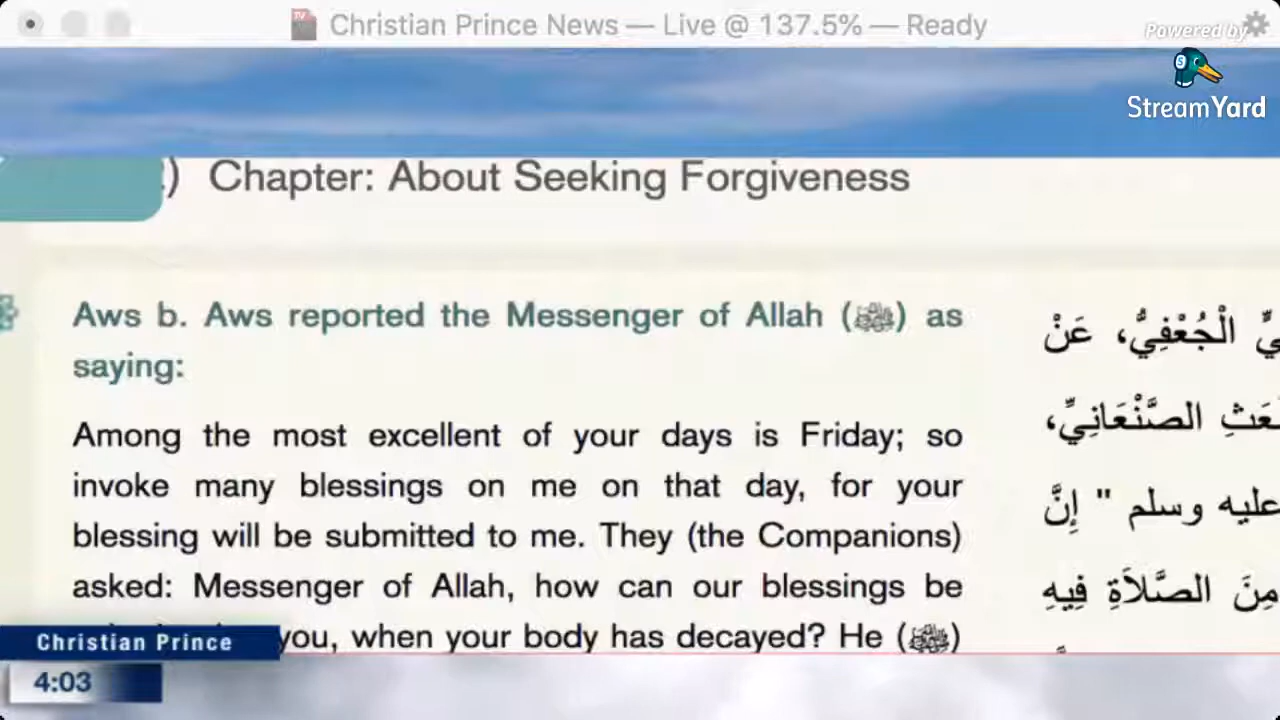 Christian Prince News — Live @ 137.5% — Ready
Powered by
StreamYard
Chapter: About Seeking Forgiveness
Aws b. Aws reported the Messenger of Allah (ﷺ) as
saying:
Among the most excellent of your days is Friday; so
invoke many blessings on me on that day, for your
blessing will be submitted to me. They (the Companions)
asked: Messenger of Allah, how can our blessings be
you, when your body has decayed? He (ﷺ)
الْجُعْفِيُّ، عَنْ
الصَّنْعَانِيِّ،
عليه وسلم " إِنَّ
مِنَ الصَّلاَةِ فِيهِ
Christian Prince
4:03